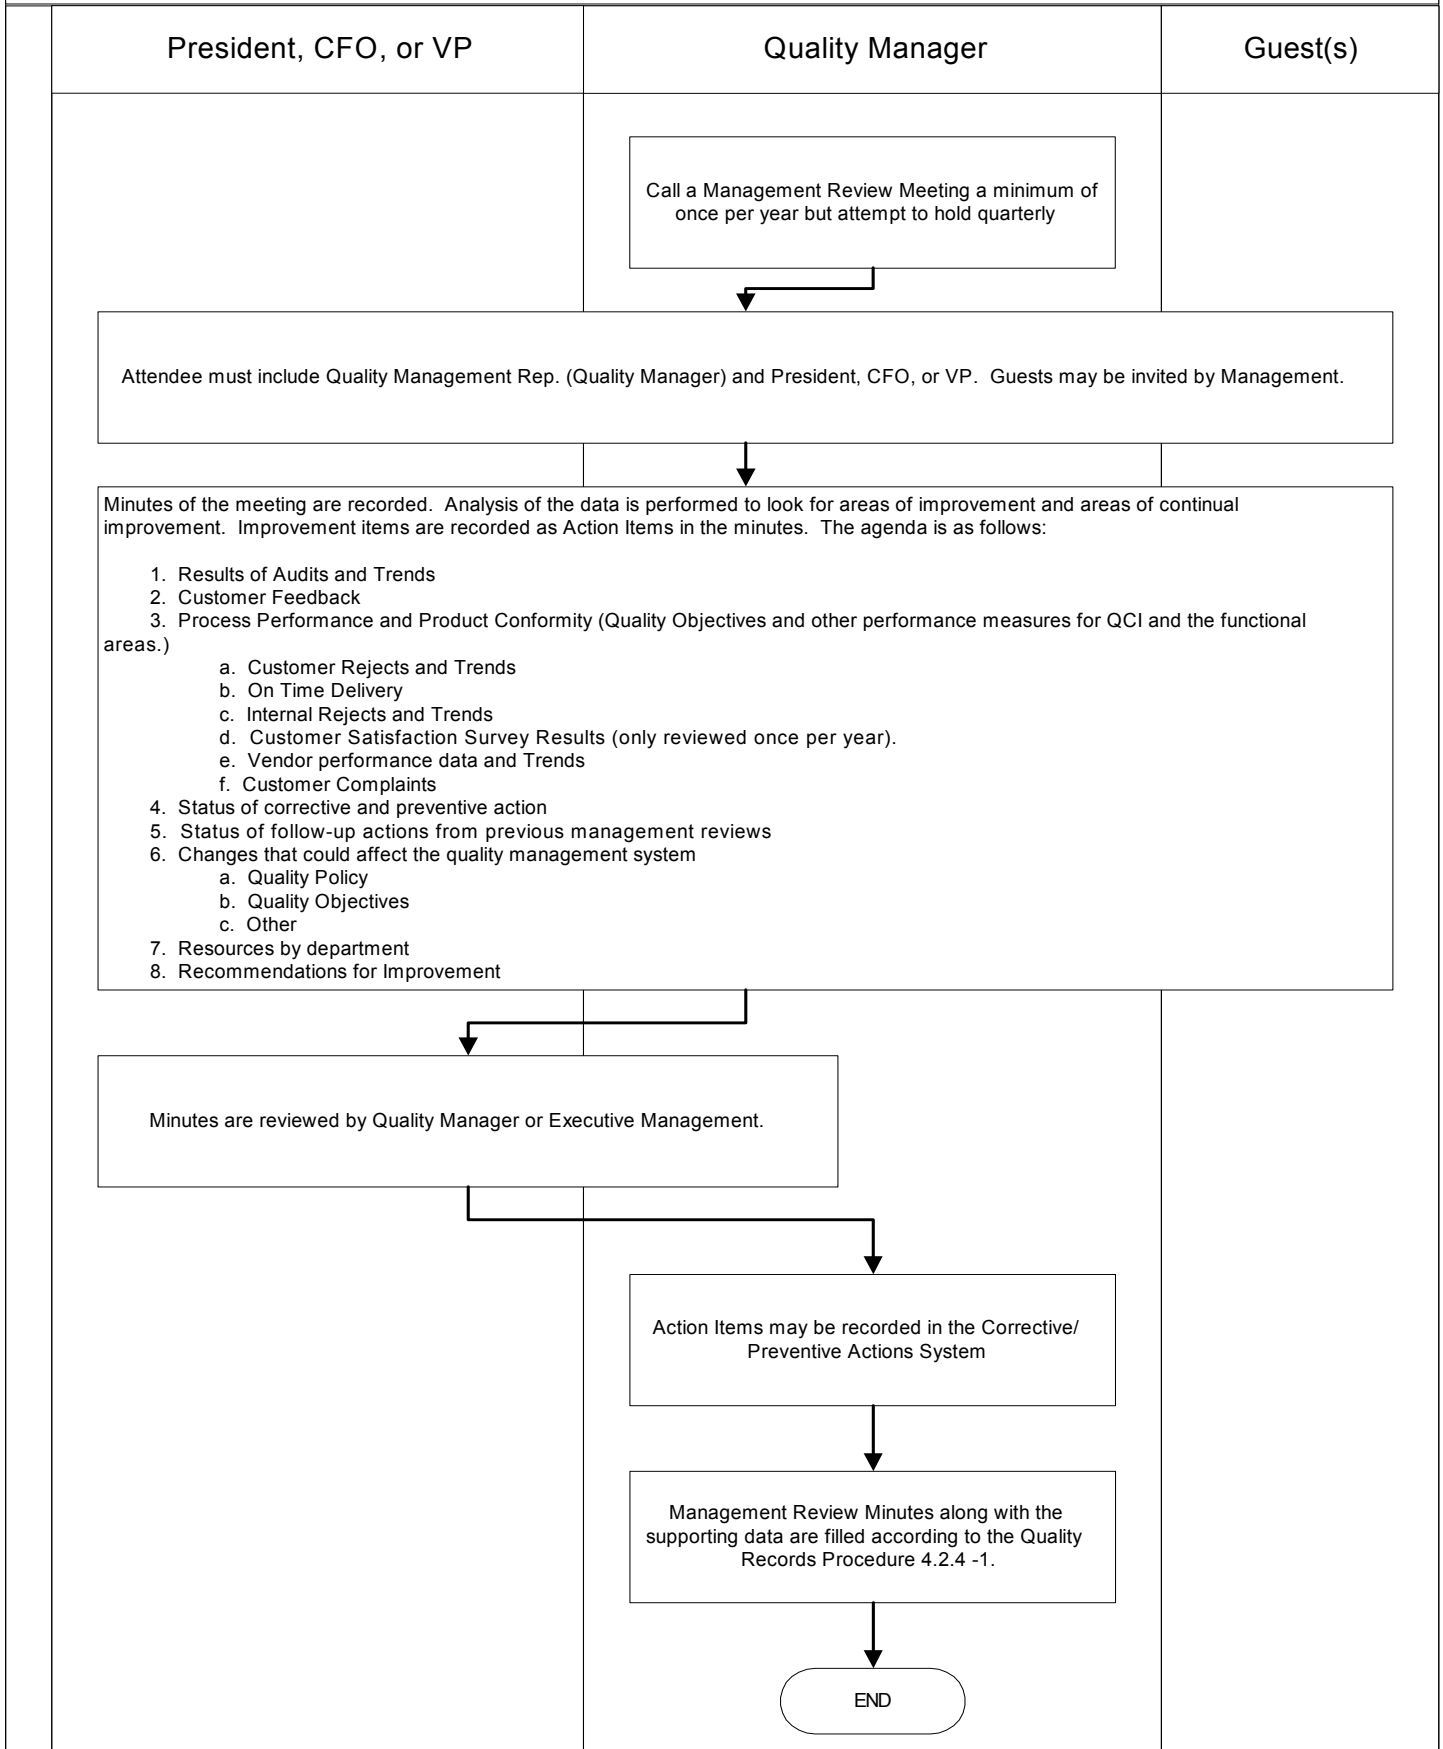 President, CFO, or VP
Quality Manager
Guest(s)
Call a Management Review Meeting a minimum of
once per year but attempt to hold quarterly
Attendee must include Quality Management Rep. (Quality Manager) and President, CFO, or VP.  Guests may be invited by Management.
Minutes of the meeting are recorded.  Analysis of the data is performed to look for areas of improvement and areas of continual
improvement.  Improvement items are recorded as Action Items in the minutes.  The agenda is as follows:
1.  Results of Audits and Trends
2.  Customer Feedback
3.  Process Performance and Product Conformity (Quality Objectives and other performance measures for QCI and the functional
areas.)
a.  Customer Rejects and Trends
b.  On Time Delivery
c.  Internal Rejects and Trends
d.  Customer Satisfaction Survey Results (only reviewed once per year).
e.  Vendor performance data and Trends
f.  Customer Complaints
4.  Status of corrective and preventive action
5.  Status of follow-up actions from previous management reviews
6.  Changes that could affect the quality management system
a.  Quality Policy
b.  Quality Objectives
c.  Other
7.  Resources by department
8.  Recommendations for Improvement
Minutes are reviewed by Quality Manager or Executive Management.
Action Items may be recorded in the Corrective/
Preventive Actions System
Management Review Minutes along with the
supporting data are filled according to the Quality
Records Procedure 4.2.4 -1.
END